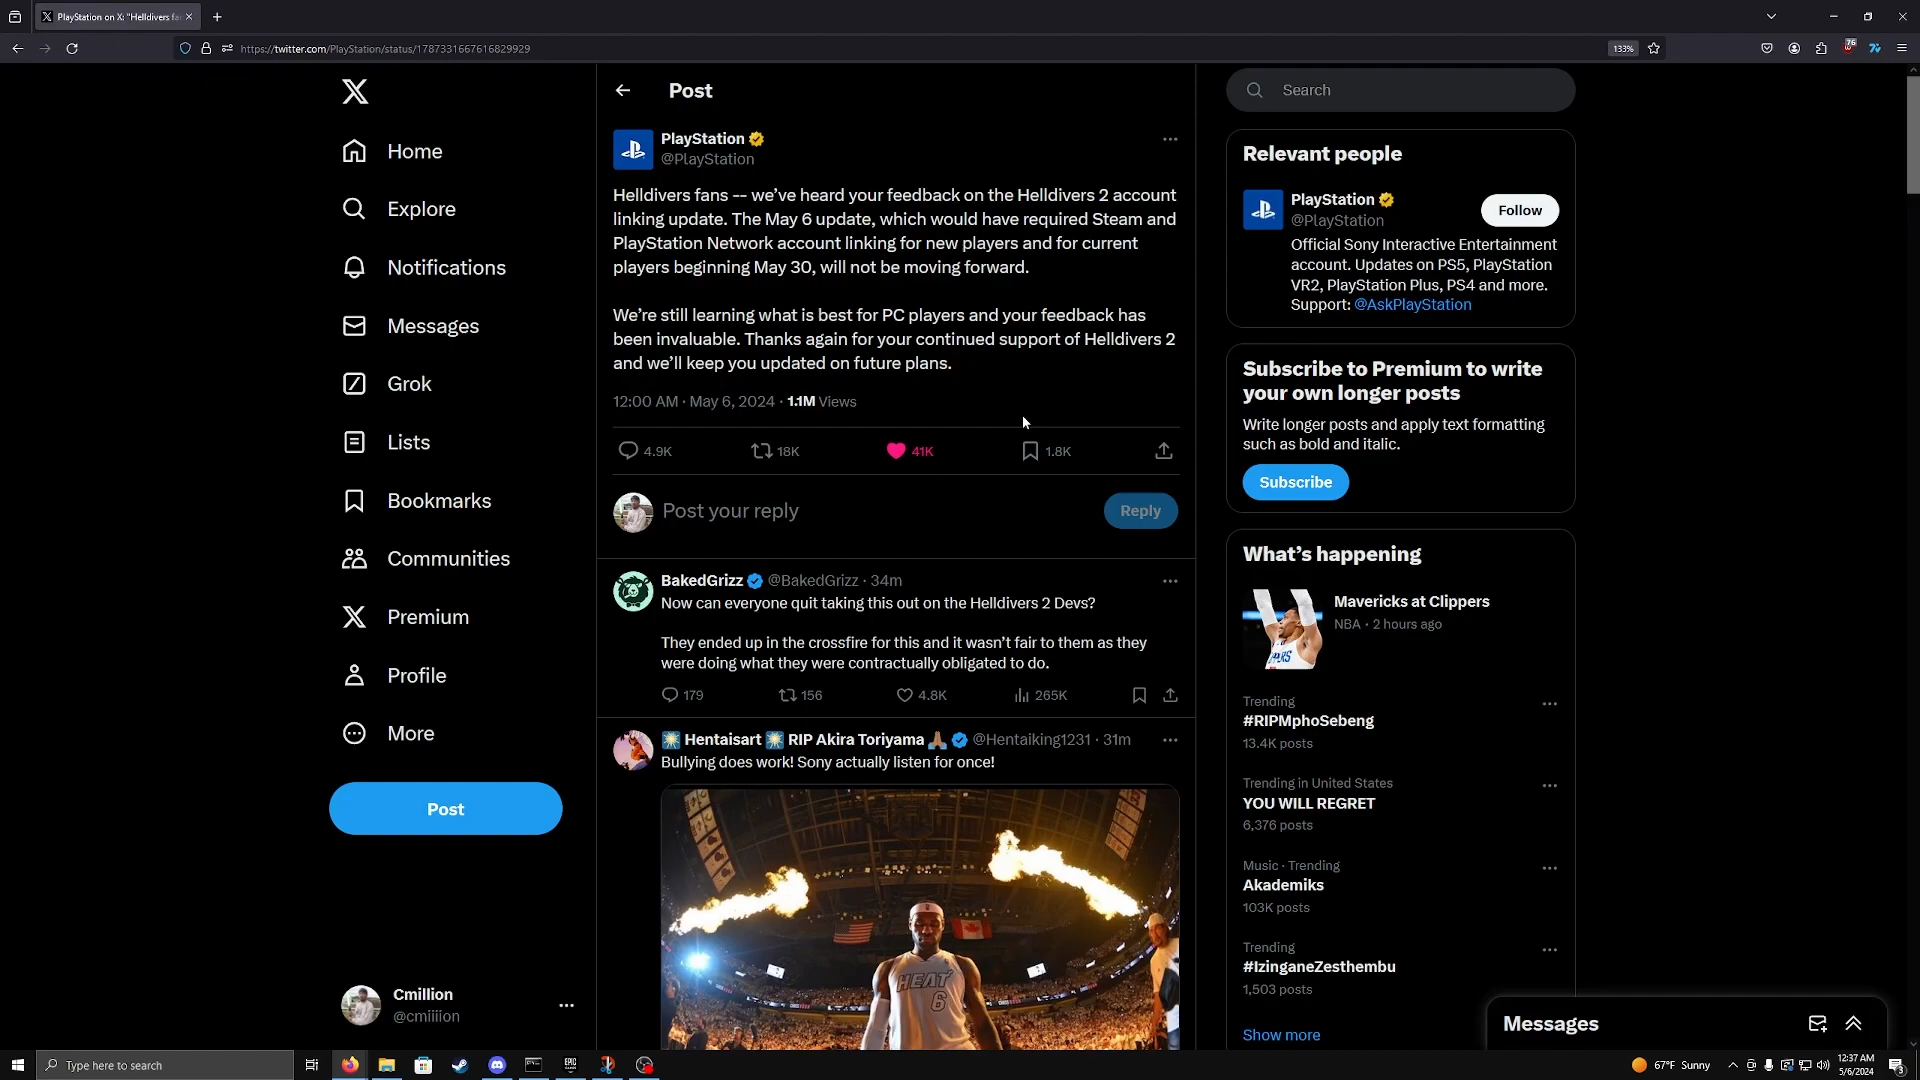 PlayStation on X: "Helldivers fa
https://twitter.com/PlayStation/status/1787331667616829929
133%
76
Home
Explore
Notifications
Messages
Grok
Lists
Bookmarks
Communities
Premium
Profile
More
Post
Cmillion
@cmiiiion
Post
PlayStation
@PlayStation
Helldivers fans -- we've heard your feedback on the Helldivers 2 account
linking update. The May 6 update, which would have required Steam and
PlayStation Network account linking for new players and for current
players beginning May 30, will not be moving forward.
We're still learning what is best for PC players and your feedback has
been invaluable. Thanks again for your continued support of Helldivers 2
and we'll keep you updated on future plans.
12:00 AM · May 6, 2024 · 1.1M Views
4.9K 18K 41K 1.8K
Post your reply
Reply
BakedGrizz @BakedGrizz · 34m
Now can everyone quit taking this out on the Helldivers 2 Devs?
They ended up in the crossfire for this and it wasn't fair to them as they
were doing what they were contractually obligated to do.
179 156 4.8K 265K
Hentaisart RIP Akira Toriyama @Hentaiking1231 · 31m
Bullying does work! Sony actually listen for once!
HEAT
6
Search
Relevant people
PlayStation
@PlayStation
Follow
Official Sony Interactive Entertainment
account. Updates on PS5, PlayStation
VR2, PlayStation Plus, PS4 and more.
Support: @AskPlayStation
Subscribe to Premium to write
your own longer posts
Write longer posts and apply text formatting
such as bold and italic.
Subscribe
What's happening
Mavericks at Clippers
NBA · 2 hours ago
Trending
#RIPMphoSebeng
13.4K posts
Trending in United States
YOU WILL REGRET
6,376 posts
Music · Trending
Akademiks
103K posts
Trending
#IzinganeZesthembu
1,503 posts
Show more
Messages
Type here to search
EPIC
67°F Sunny
12:37 AM
5/6/2024
3